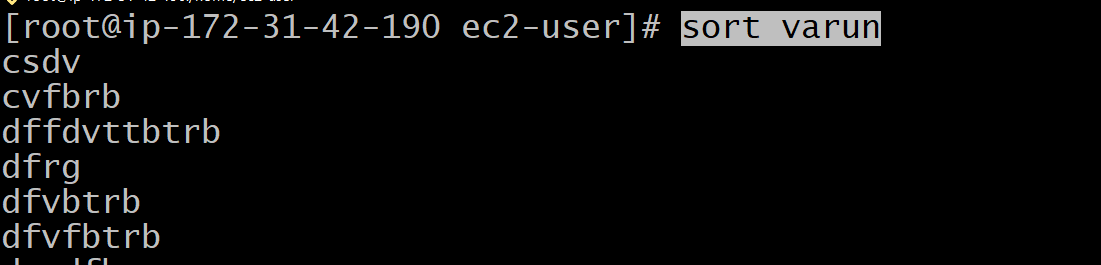 [root@ip-172-31-42-190 ec2-user]# sort varun
csdv
cvfbrb
dffdvttbtrb
dfrg
dfvbtrb
dfvfbtrb